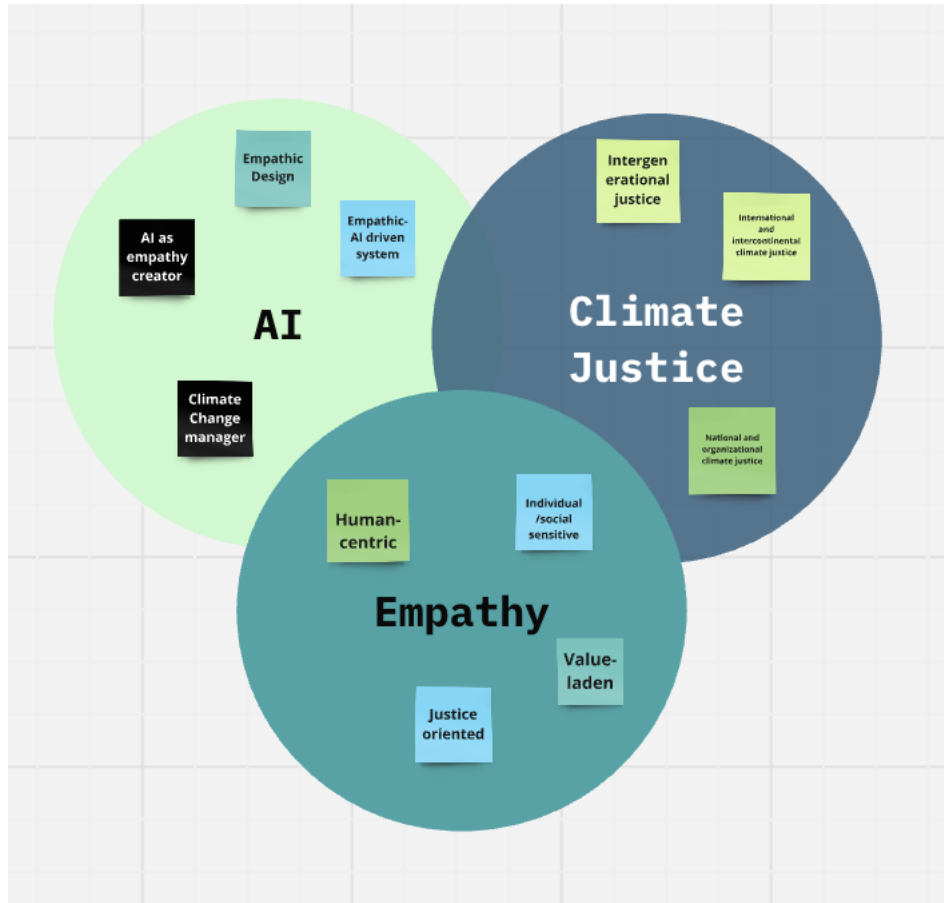 Empathic
Design
AI as
empathy
creator
Empathic-
AI driven
system
AI
Climate
Change
manager
Intergen
erational
justice
International
and
intercontinental
climate justice
Climate
Justice
National and
organizational
climate justice
Human-
centric
Individual
/social
sensitive
Empathy
Value-
laden
Justice
oriented